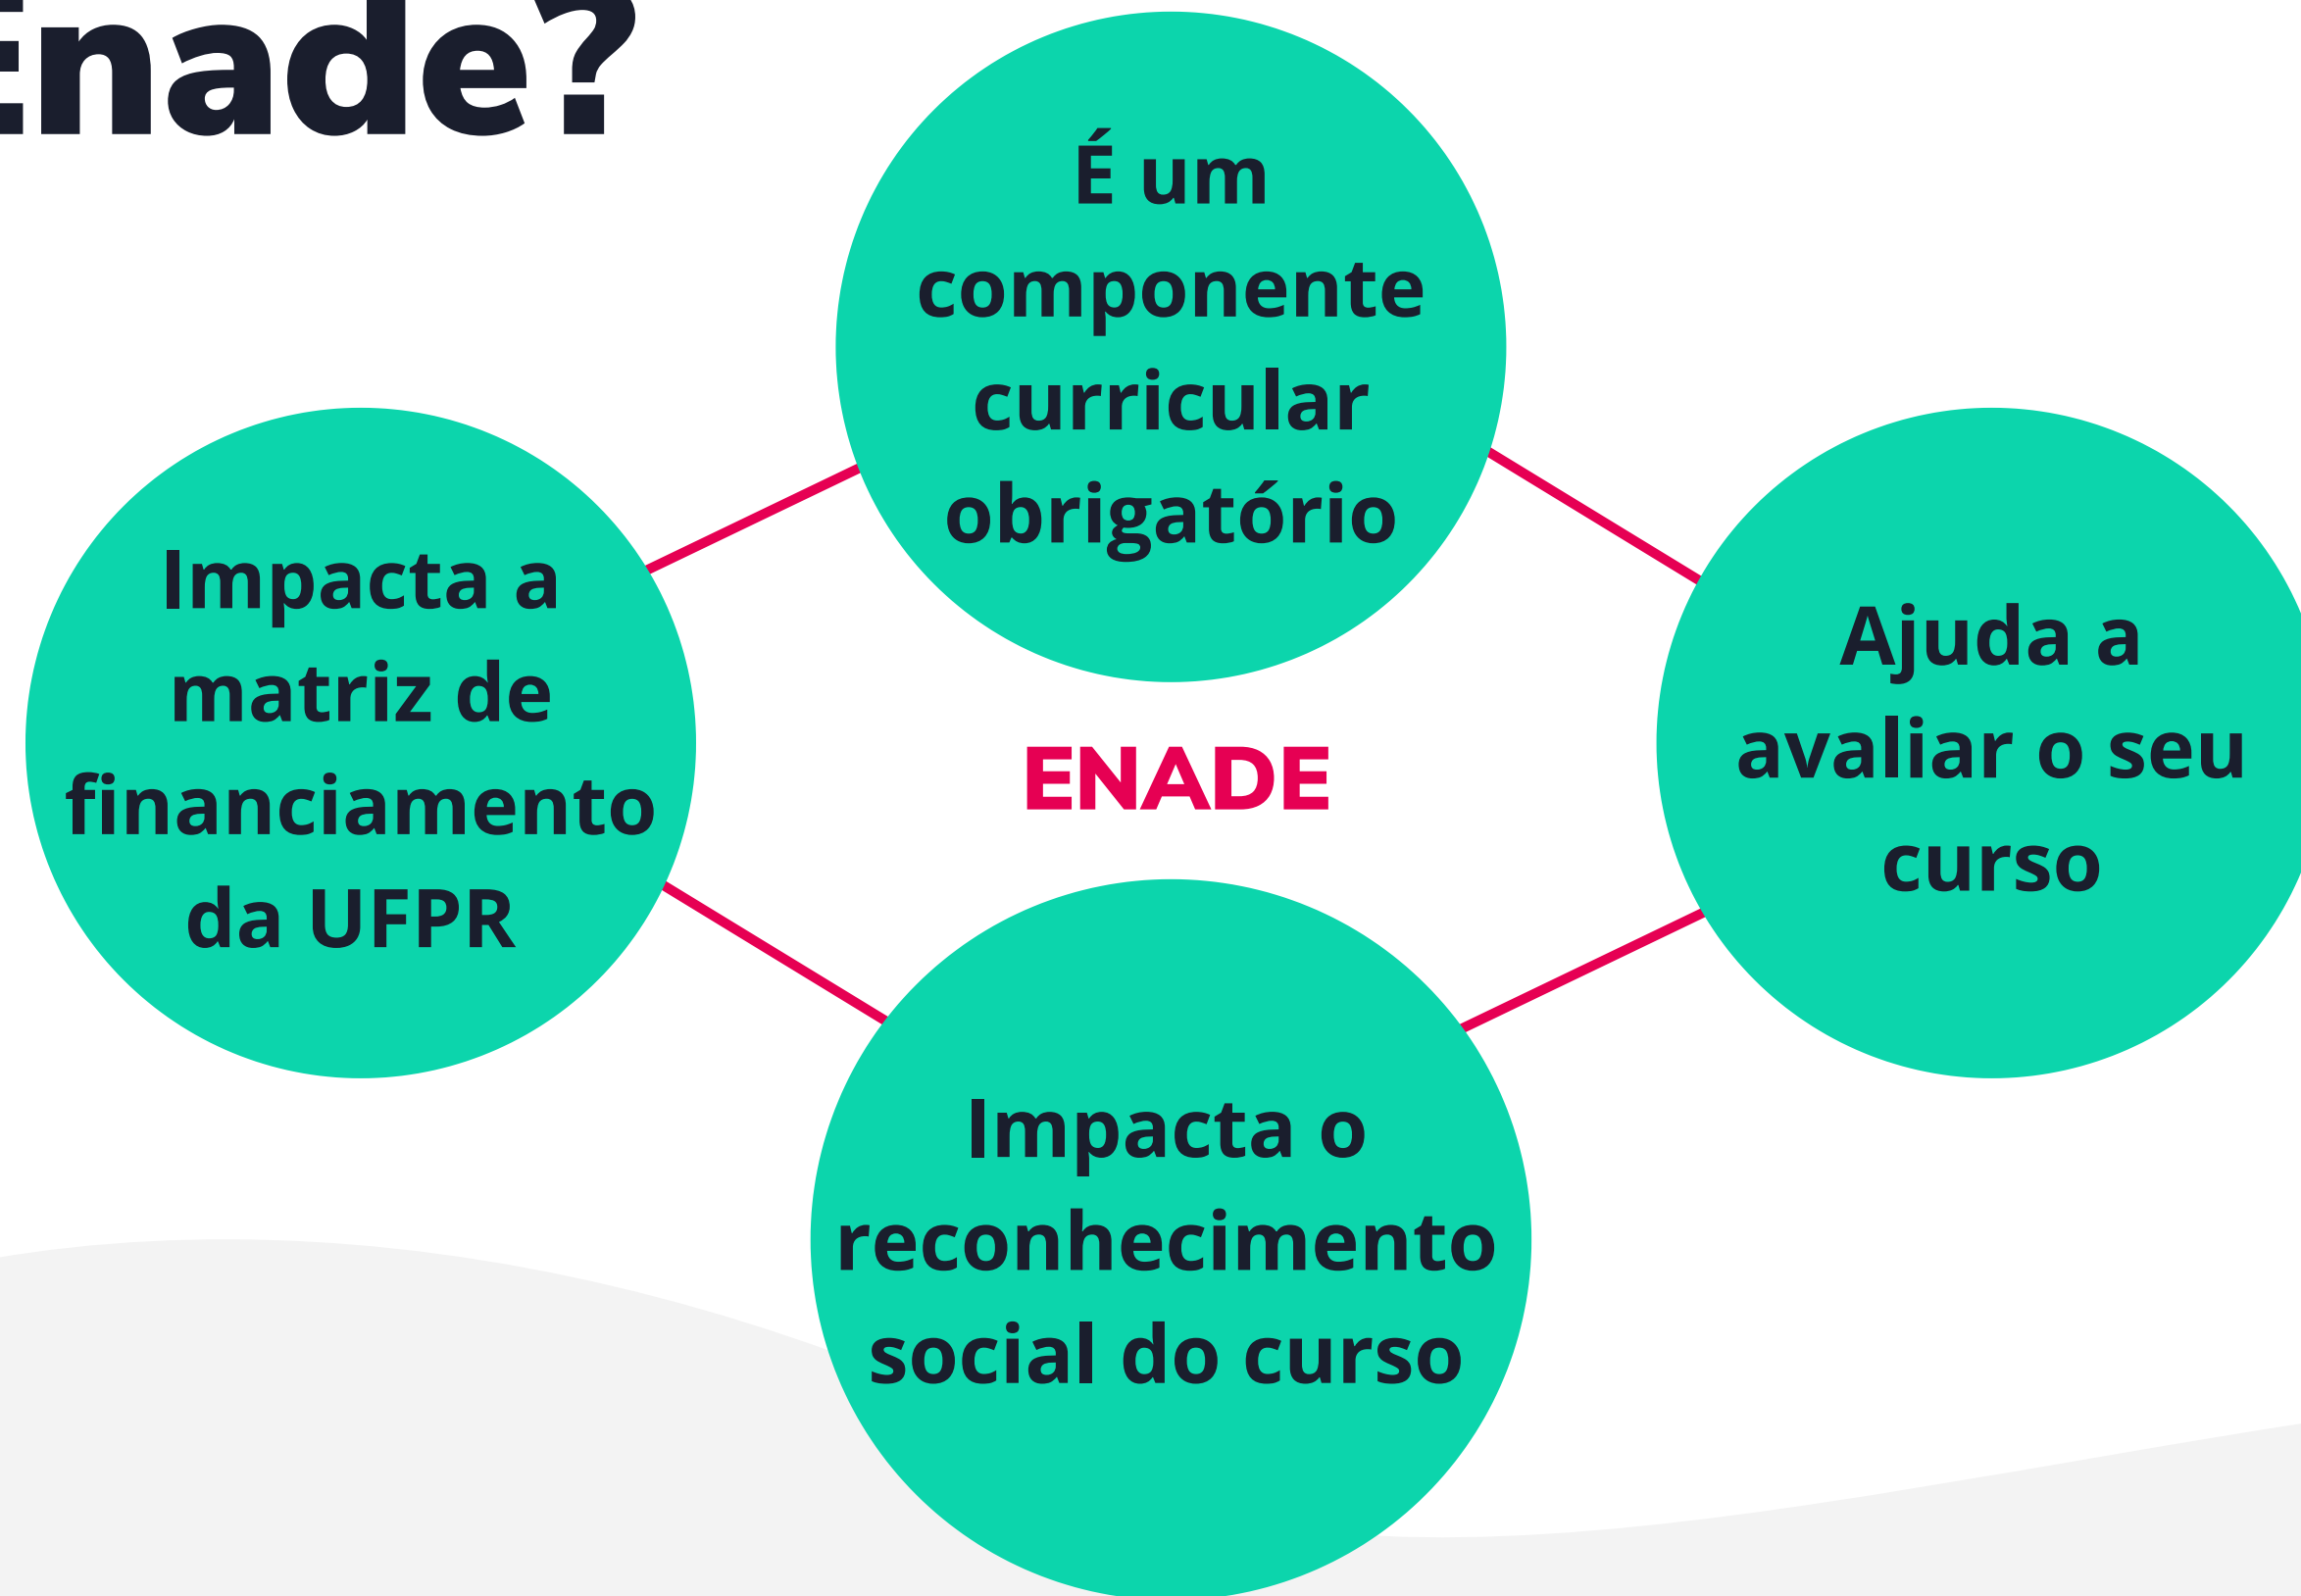 Enade?
É um
componente
curricular
obrigatório
Impacta a
matriz de
financiamento
da UFPR
ENADE
Ajuda a
avaliar o seu
curso
Impacta o
reconhecimento
social do curso